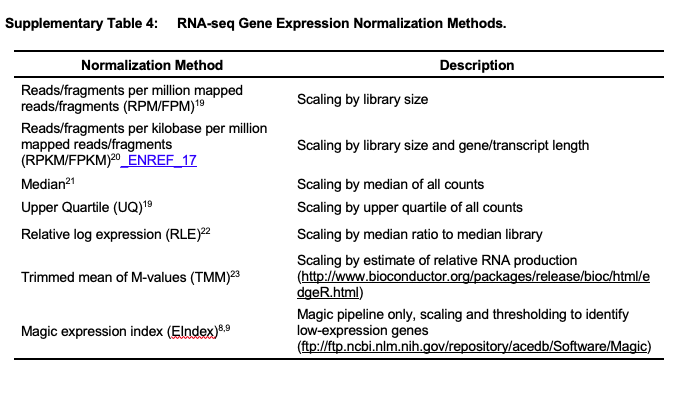 Supplementary Table 4: RNA-seq Gene Expression Normalization Methods.
Normalization Method Description
Reads/fragments per million mapped
reads/fragments (RPM/FPM)19
Scaling by library size
Reads/fragments per kilobase per million
mapped reads/fragments
(RPKM/FPKM)20_ENREF_17
Scaling by library size and gene/transcript length
Median21
Scaling by median of all counts
Upper Quartile (UQ)19
Scaling by upper quartile of all counts
Relative log expression (RLE)22
Scaling by median ratio to median library
Trimmed mean of M-values (TMM)23
Scaling by estimate of relative RNA production
(http://www.bioconductor.org/packages/release/bioc/html/e
dgeR.html)
Magic expression index (EIndex)8,9
Magic pipeline only, scaling and thresholding to identify
low-expression genes
(ftp://ftp.ncbi.nlm.nih.gov/repository/acedb/Software/Magic)